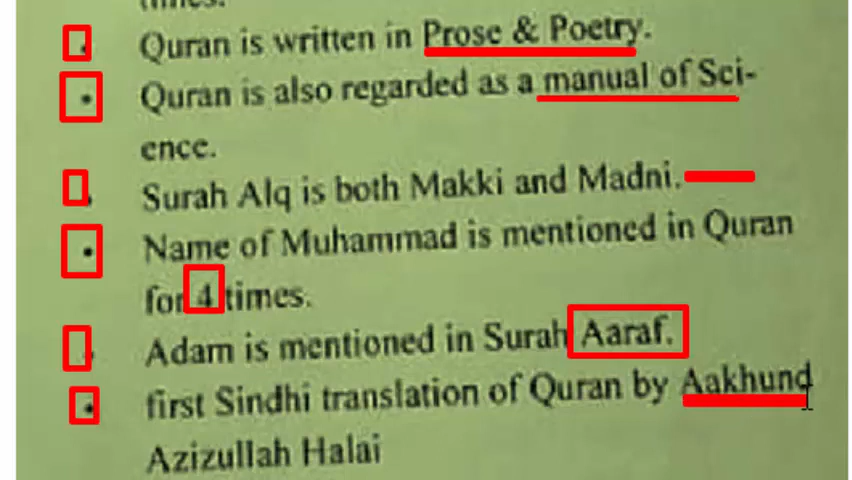 times.
Quran is written in Prose & Poetry.
Quran is also regarded as a manual of Sci-
ence.
Surah Alq is both Makki and Madni.
Name of Muhammad is mentioned in Quran
for 4 times.
Adam is mentioned in Surah Aaraf.
first Sindhi translation of Quran by Aakhund
Azizullah Halai